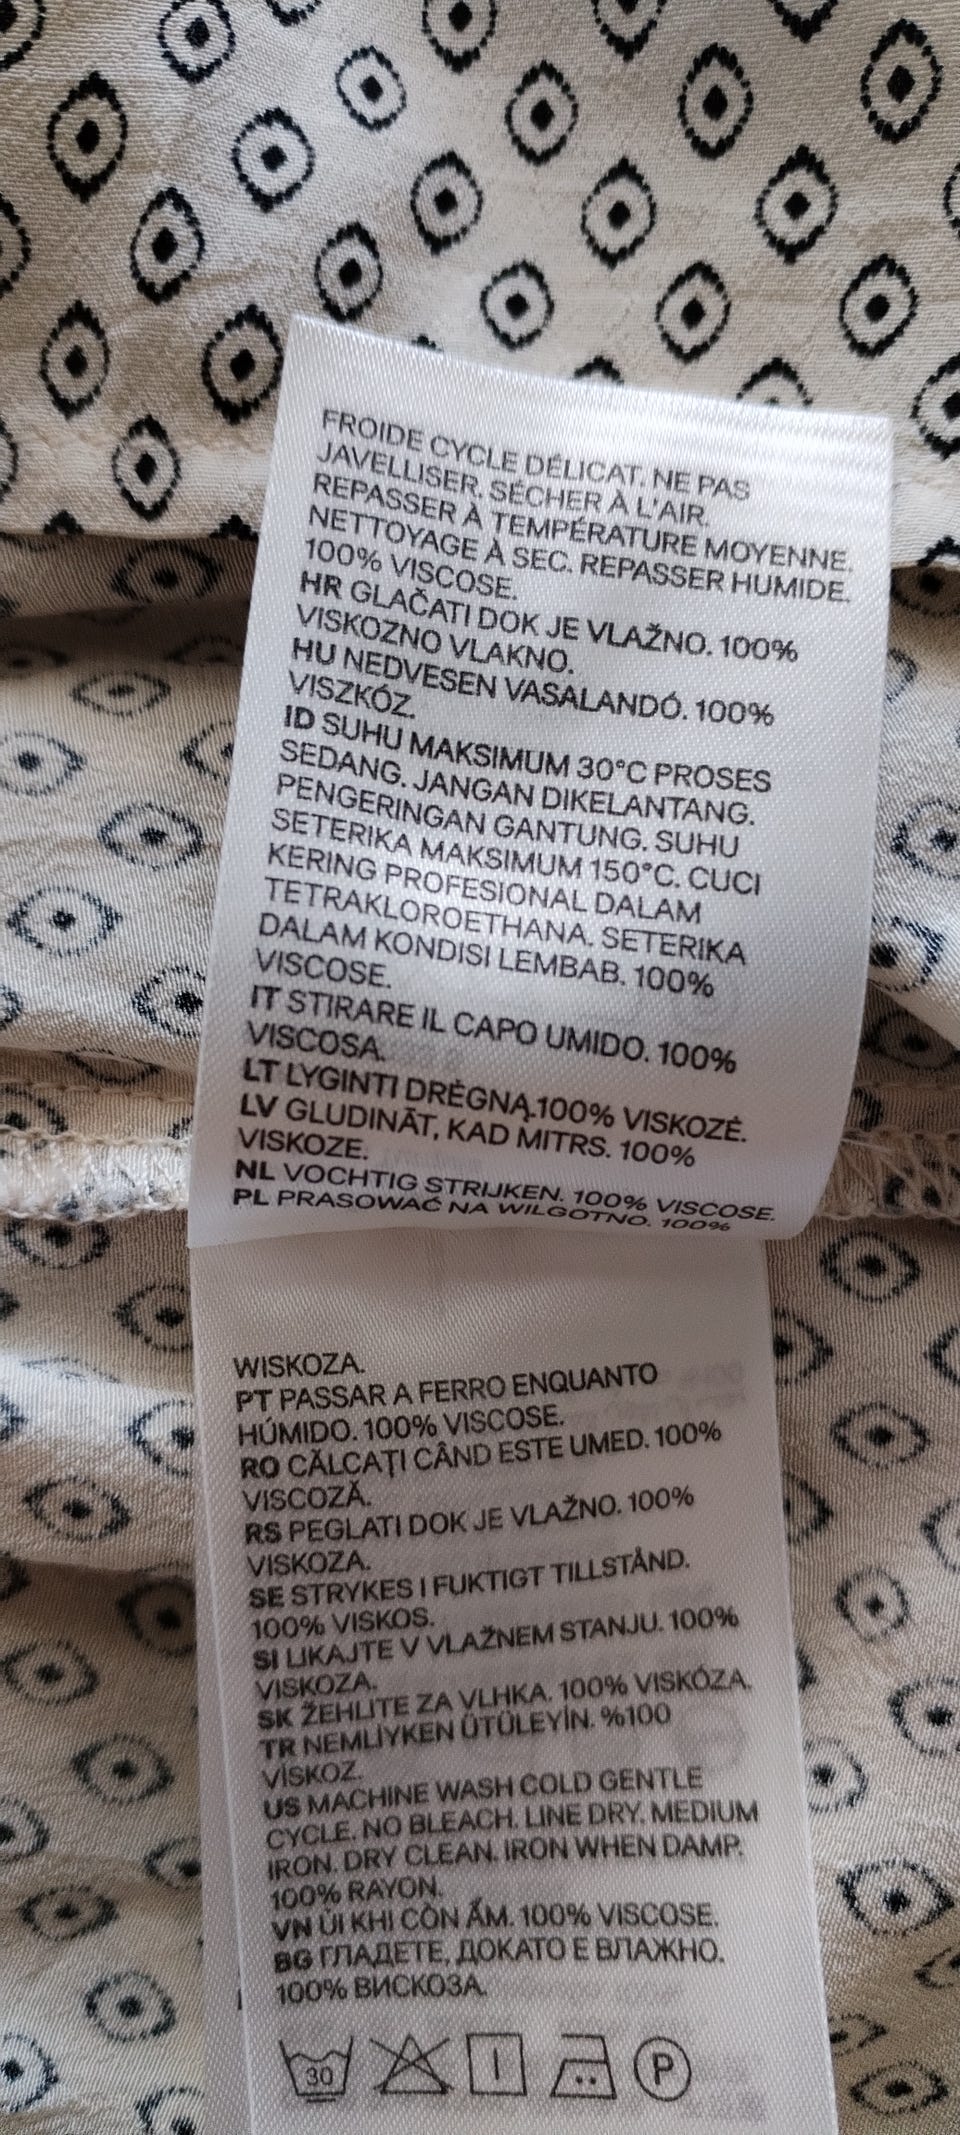 FROIDE CYCLE DÉLICAT. NE PAS
JAVELLISER. SÉCHER À L'AIR.
REPASSER À TEMPÉRATURE MOYENNE.
NETTOYAGE À SEC. REPASSER HUMIDE.
100% VISCOSE.
HR GLAČATI DOK JE VLAŽNO. 100%
VISKOZNO VLAKNO.
HU NEDVESEN VASALANDÓ. 100%
VISZKÓZ.
ID SUHU MAKSIMUM 30°C PROSES
SEDANG. JANGAN DIKELANTANG.
PENGERINGAN GANTUNG. SUHU
SETERIKA MAKSIMUM 150°C. CUCI
KERING PROFESIONAL DALAM
TETRAKLOROETHANA. SETERIKA
DALAM KONDISI LEMBAB. 100%
VISCOSE.
IT STIRARE IL CAPO UMIDO. 100%
VISCOSA.
LT LYGINTI DRĖGNĄ.100% VISKOZĖ.
LV GLUDINĀT, KAD MITRS. 100%
VISKOZE.
NL VOCHTIG STRIJKEN. 100% VISCOSE.
PL PRASOWAĆ NA WILGOTNO. 100%
WISKOZA.
PT PASSAR A FERRO ENQUANTO
HÚMIDO. 100% VISCOSE.
RO CĂLCAȚI CÂND ESTE UMED. 100%
VISCOZĂ.
RS PEGLATI DOK JE VLAŽNO. 100%
VISKOZA.
SE STRYKES I FUKTIGT TILLSTÅND.
100% VISKOS.
SI LIKAJTE V VLAŽNEM STANJU. 100%
VISKOZA.
SK ŽEHLITE ZA VLHKA. 100% VISKÓZA.
TR NEMLİYKEN ÜTÜLEYİN. %100
VİSKOZ.
US MACHINE WASH COLD GENTLE
CYCLE. NO BLEACH. LINE DRY. MEDIUM
IRON. DRY CLEAN. IRON WHEN DAMP.
100% RAYON.
VN ỦI KHI CÒN ẨM. 100% VISCOSE.
BG ГЛАДЕТЕ, ДОКАТО Е ВЛАЖНО.
100% ВИСКОЗА.
30 P